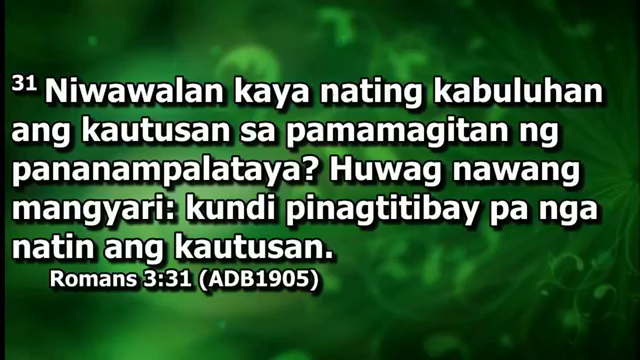 31 Niwawalan kaya nating kabuluhan
ang kautusan sa pamamagitan ng
pananampalataya? Huwag nawang
mangyari: kundi pinagtitibay pa nga
natin ang kautusan.
Romans 3:31 (ADB1905)